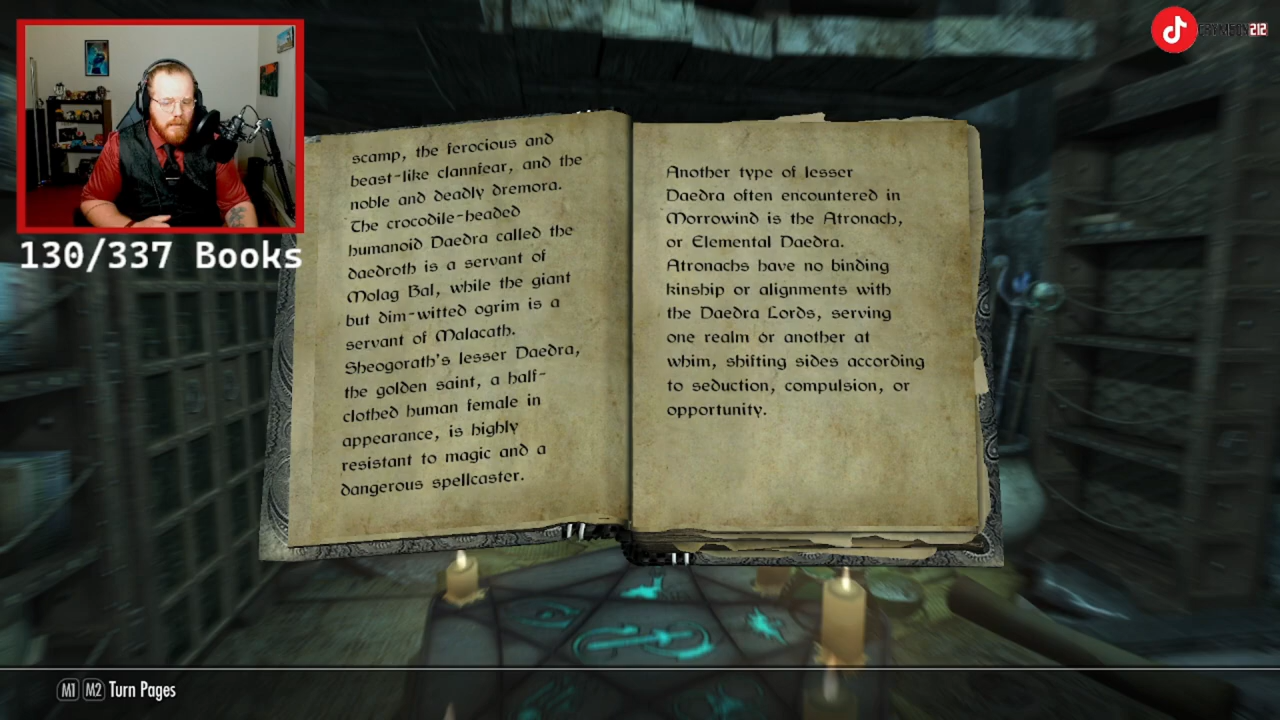 130/337 Books
scamp, the ferocious and
beast-like clannfear, and the
noble and deadly dremora.
The crocodile-headed
humanoid Daedra called the
daedroth is a servant of
Molag Bal, while the giant
but dim-witted ogrim is a
servant of Malacath.
Sheogorath's lesser Daedra,
the golden saint, a half-
clothed human female in
appearance, is highly
resistant to magic and a
dangerous spellcaster.
Another type of lesser
Daedra often encountered in
Morrowind is the Atronach,
or Elemental Daedra.
Atronachs have no binding
kinship or alignments with
the Daedra Lords, serving
one realm or another at
whim, shifting sides according
to seduction, compulsion, or
opportunity.
M1 M2 Turn Pages